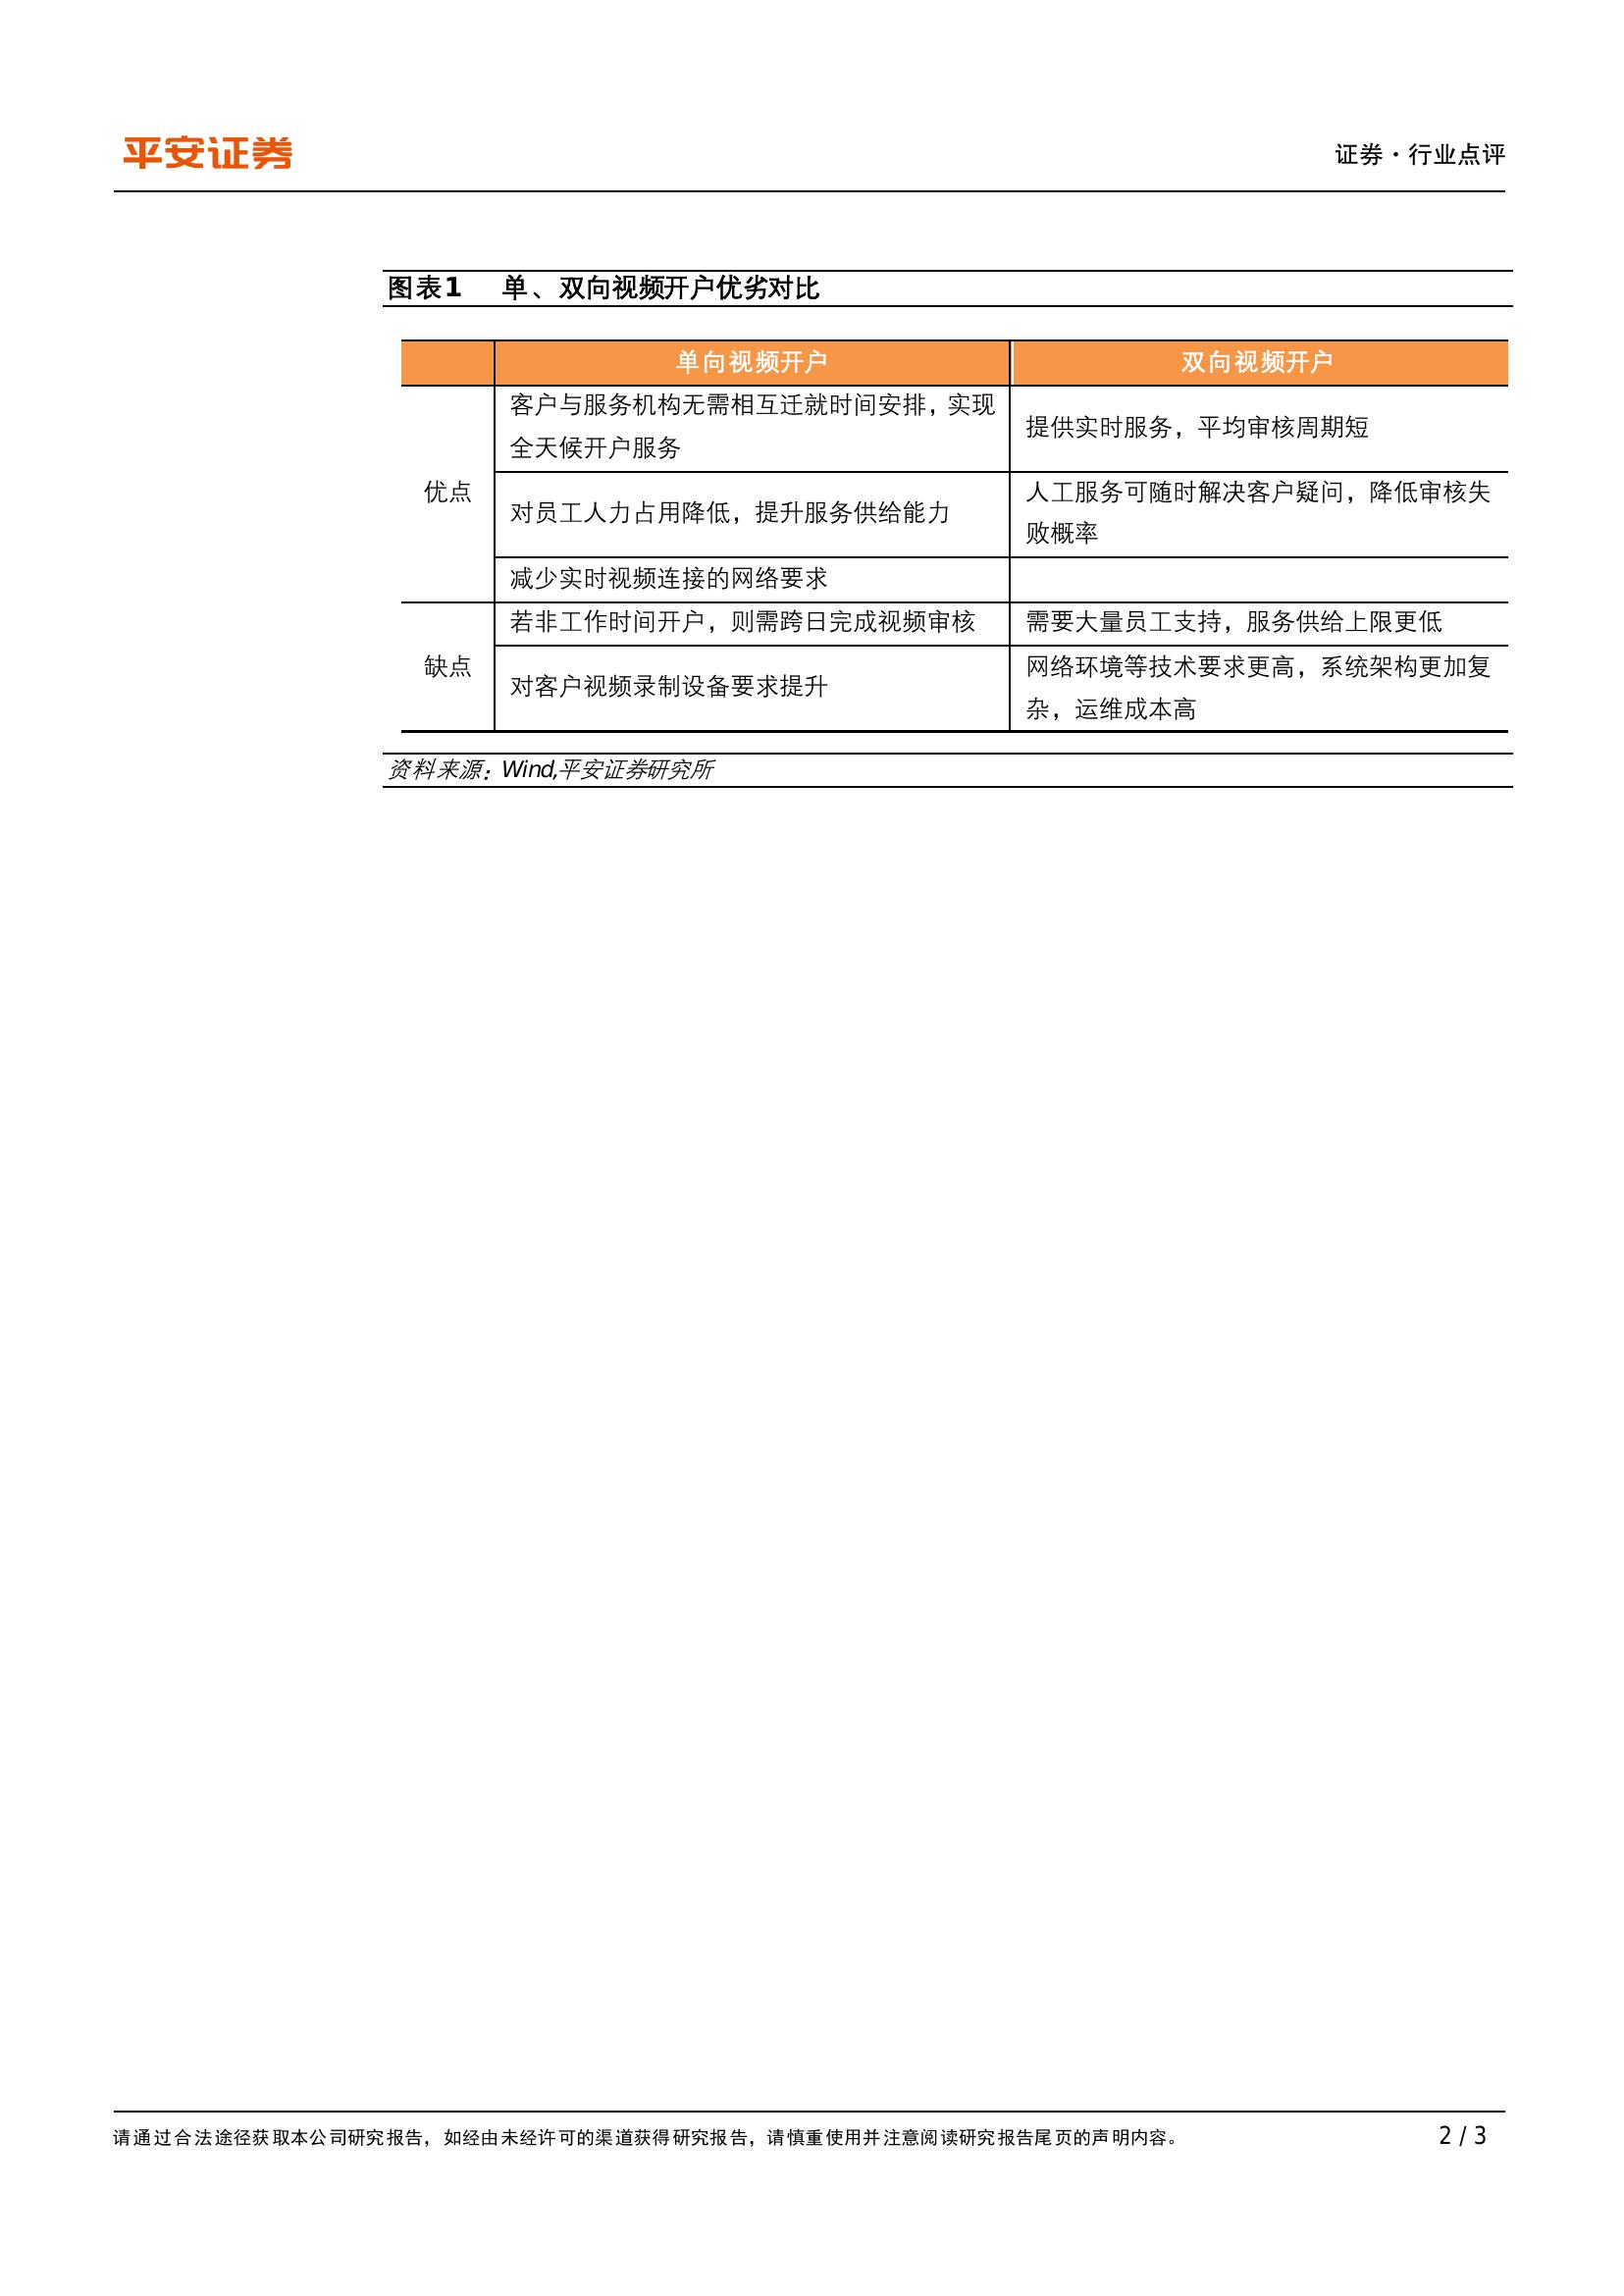 平安证券
证券·行业点评
图表1 单、双向视频开户优劣对比
单向视频开户 双向视频开户
优点
客户与服务机构无需相互迁就时间安排，实现
全天候开户服务
提供实时服务，平均审核周期短
对员工人力占用降低，提升服务供给能力
人工服务可随时解决客户疑问，降低审核失
败概率
减少实时视频连接的网络要求
缺点
若非工作时间开户，则需跨日完成视频审核
需要大量员工支持，服务供给上限更低
对客户视频录制设备要求提升
网络环境等技术要求更高，系统架构更加复
杂，运维成本高
资料来源：Wind,平安证券研究所
请通过合法途径获取本公司研究报告，如经由未经许可的渠道获得研究报告，请慎重使用并注意阅读研究报告尾页的声明内容。
2 / 3